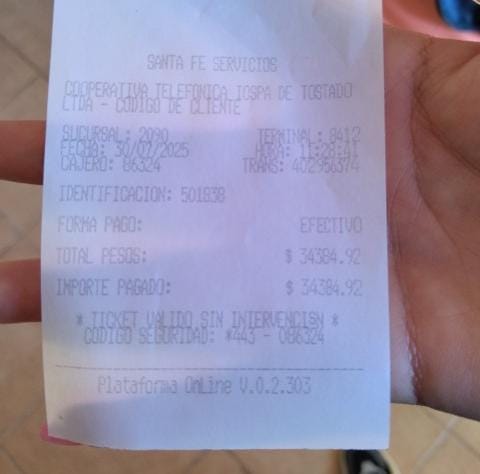 SANTA FE SERVICIOS
COOPERATIVA TELEFONICA IOSPA DE TOSTADO
LTDA - CODIGO DE CLIENTE
SUCURSAL: 2090 TERMINAL: 8412
FECHA: 30/07/2025 HORA: 11:28:41
CAJERO: 86324 TRANS: 402956374
IDENTIFICACION: 501838
FORMA PAGO: EFECTIVO
TOTAL PESOS: $ 34384.92
IMPORTE PAGADO: $ 34384.92
* TICKET VALIDO SIN INTERVENCISN *
CODIGO SEGURIDAD: *443 - 086324
Plataforma OnLine V.0.2.303